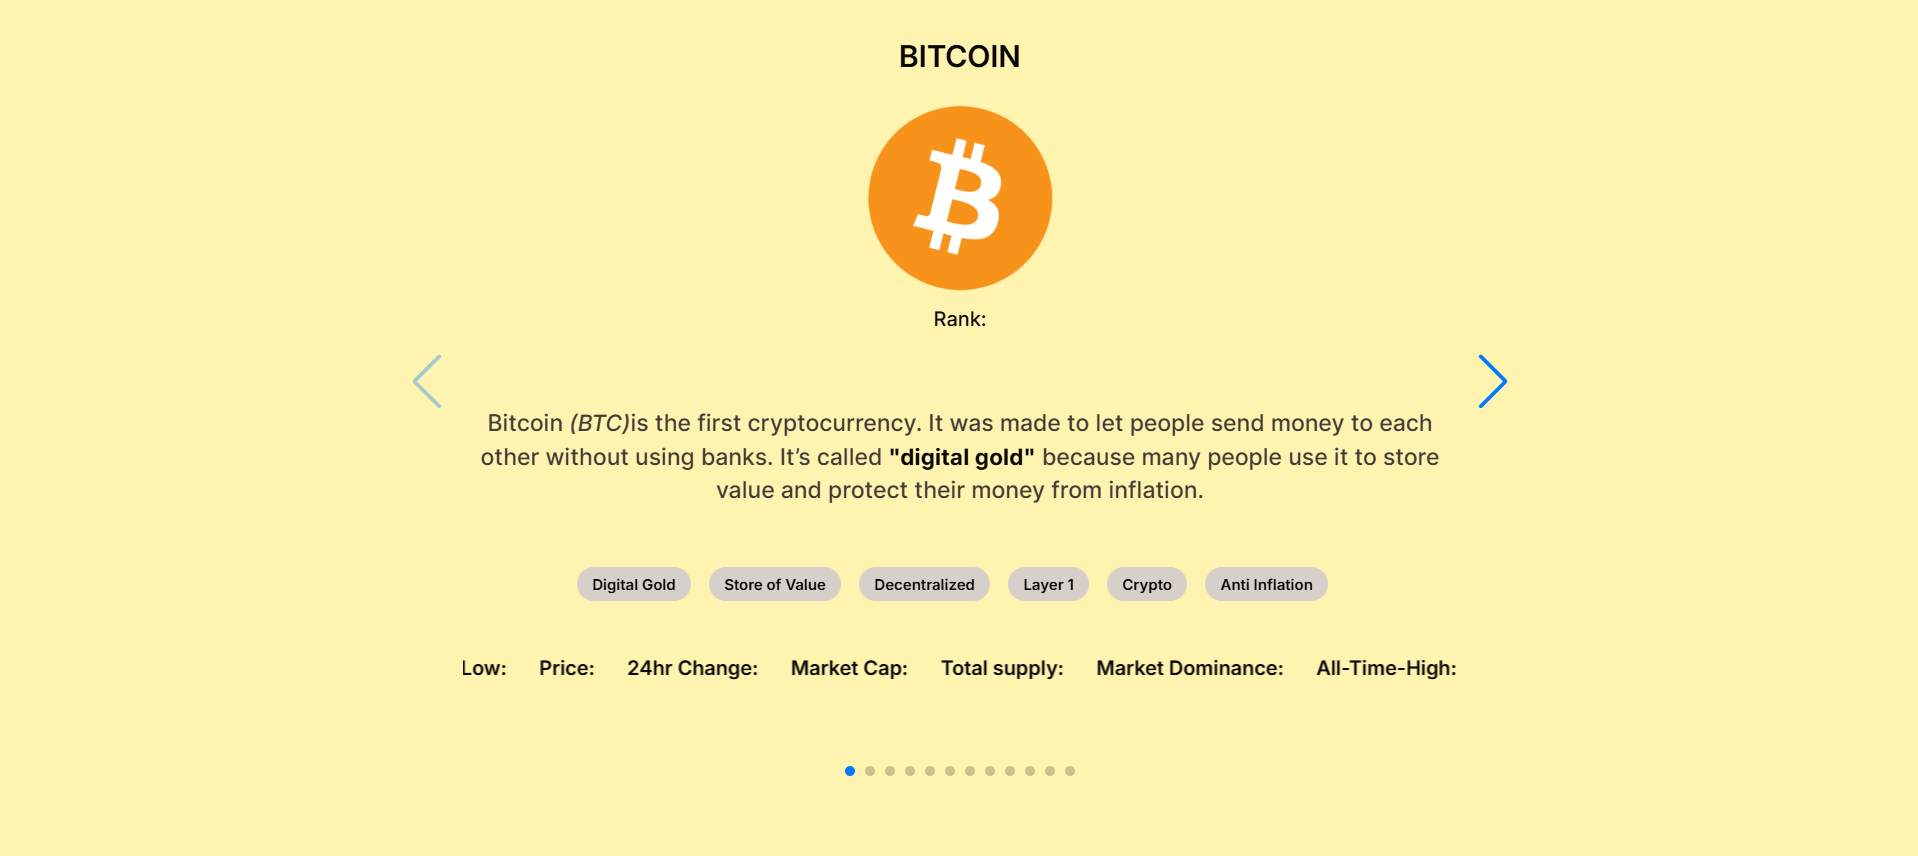 BITCOIN
Rank:
Bitcoin (BTC)is the first cryptocurrency. It was made to let people send money to each
other without using banks. It’s called "digital gold" because many people use it to store
value and protect their money from inflation.
Digital Gold Store of Value Decentralized Layer 1 Crypto Anti Inflation
Low: Price: 24hr Change: Market Cap: Total supply: Market Dominance: All-Time-High: